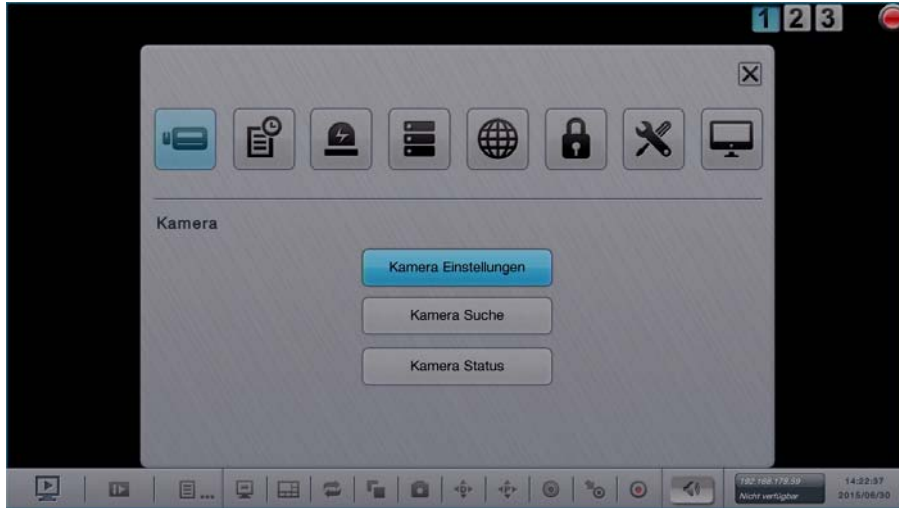 1 2 3
Kamera
Kamera Einstellungen
Kamera Suche
Kamera Status
...
192.168.178.59
Nicht verfügbar
14:22:57
2015/06/30